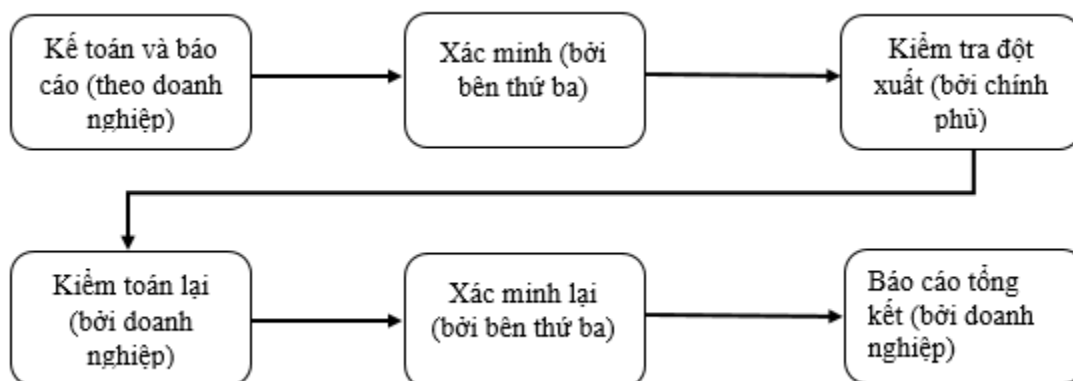 Kế toán và báo
cáo (theo doanh
nghiệp)
Xác minh (bởi
bên thứ ba)
Kiểm tra đột
xuất (bởi chính
phủ)
Kiểm toán lại
(bởi doanh
nghiệp)
Xác minh lại
(bởi bên thứ ba)
Báo cáo tổng
kết (bởi doanh
nghiệp)